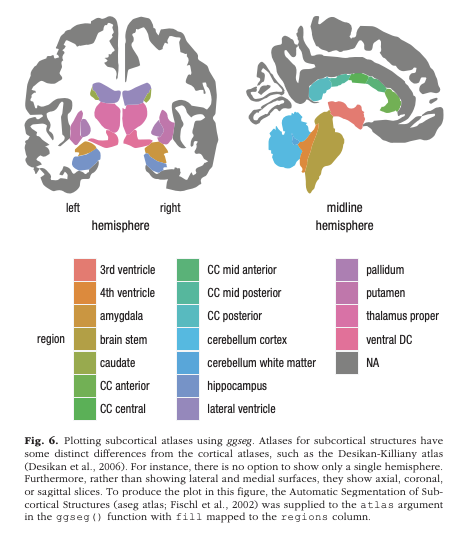 left
right
hemisphere
midline
hemisphere
region
3rd ventricle
4th ventricle
amygdala
brain stem
caudate
CC anterior
CC central
CC mid anterior
CC mid posterior
CC posterior
cerebellum cortex
cerebellum white matter
hippocampus
lateral ventricle
pallidum
putamen
thalamus proper
ventral DC
NA
Fig. 6. Plotting subcortical atlases using ggseg. Atlases for subcortical structures have
some distinct differences from the cortical atlases, such as the Desikan-Killiany atlas
(Desikan et al., 2006). For instance, there is no option to show only a single hemisphere.
Furthermore, rather than showing lateral and medial surfaces, they show axial, coronal,
or sagittal slices. To produce the plot in this figure, the Automatic Segmentation of Sub-
cortical Structures (aseg atlas; Fischl et al., 2002) was supplied to the atlas argument
in the ggseg() function with fill mapped to the regions column.